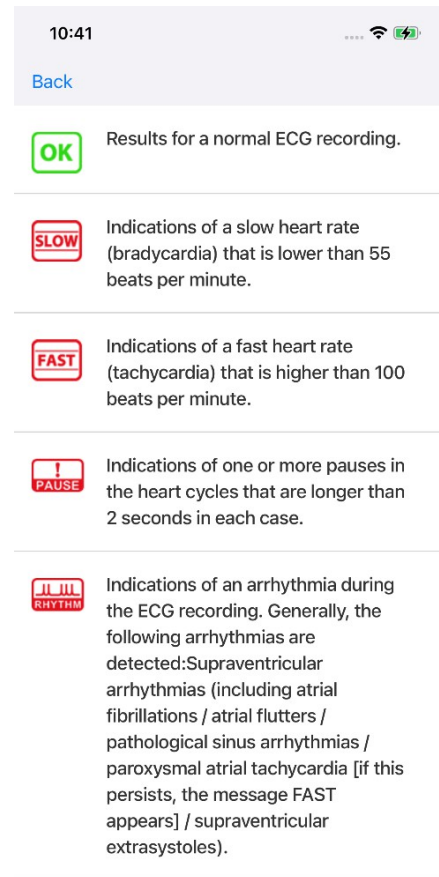 10:41
Back
OK
Results for a normal ECG recording.
SLOW
Indications of a slow heart rate
(bradycardia) that is lower than 55
beats per minute.
FAST
Indications of a fast heart rate
(tachycardia) that is higher than 100
beats per minute.
!
PAUSE
Indications of one or more pauses in
the heart cycles that are longer than
2 seconds in each case.
RHYTHM
Indications of an arrhythmia during
the ECG recording. Generally, the
following arrhythmias are
detected:Supraventricular
arrhythmias (including atrial
fibrillations / atrial flutters /
pathological sinus arrhythmias /
paroxysmal atrial tachycardia [if this
persists, the message FAST
appears] / supraventricular
extrasystoles).